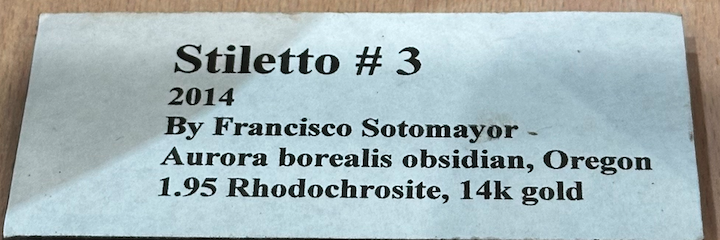 Stiletto # 3
2014
By Francisco Sotomayor
Aurora borealis obsidian, Oregon
1.95 Rhodochrosite, 14k gold